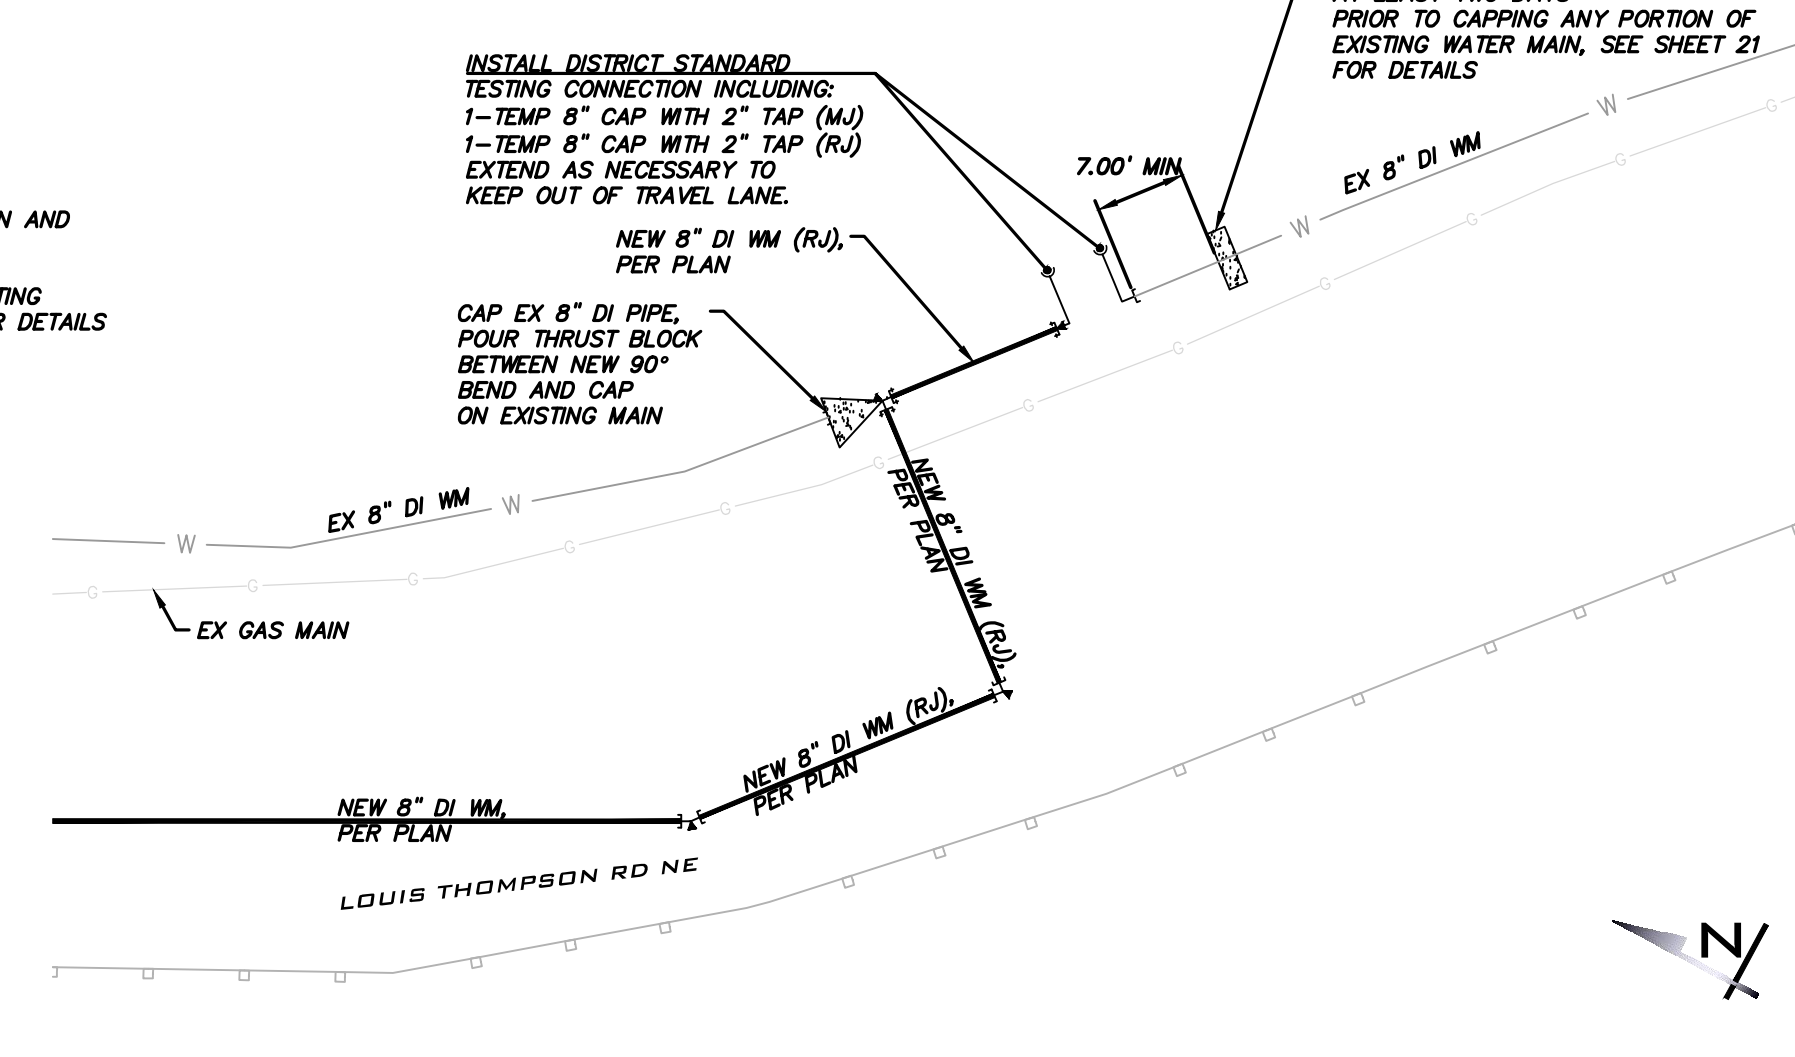 PRIOR TO CAPPING ANY PORTION OF
EXISTING WATER MAIN, SEE SHEET 21
FOR DETAILS
INSTALL DISTRICT STANDARD
TESTING CONNECTION INCLUDING:
1-TEMP 8" CAP WITH 2" TAP (MJ)
1-TEMP 8" CAP WITH 2" TAP (RJ)
EXTEND AS NECESSARY TO
KEEP OUT OF TRAVEL LANE.
7.00' MIN
W
G
EX 8" DI WM
G
AND
W
G
NEW 8" DI WM (RJ),
PER PLAN
G
DETAILS
CAP EX 8" DI PIPE,
POUR THRUST BLOCK
BETWEEN NEW 90°
BEND AND CAP
ON EXISTING MAIN
G
G
G
NEW 8" DI WM (RJ),
PER PLAN
EX 8" DI WM
W
G
W
G
G
G
G
EX GAS MAIN
NEW 8" DI WM (RJ),
PER PLAN
NEW 8" DI WM,
PER PLAN
LOUIS THOMPSON RD NE
N